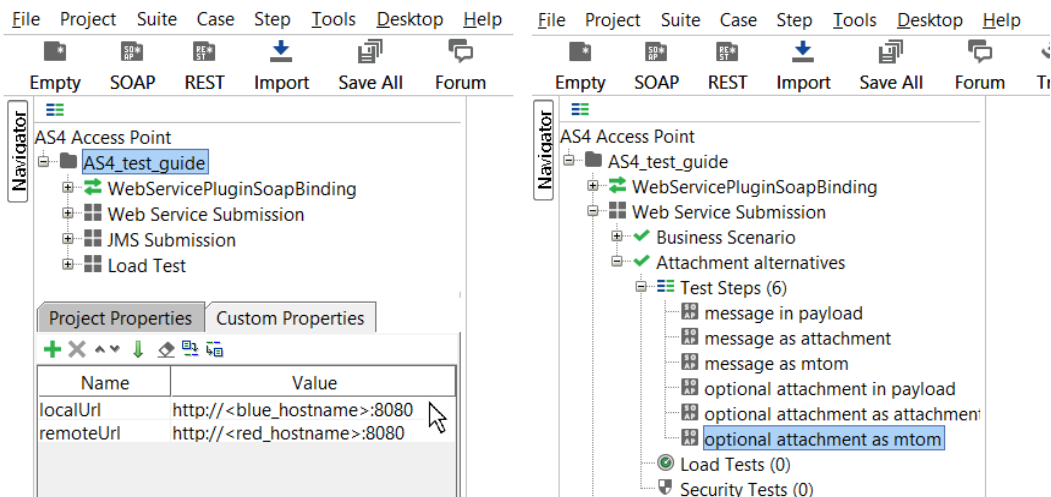 File Project Suite Case Step Tools Desktop Help
Empty SOAP REST Import Save All Forum
Navigator
AS4 Access Point
AS4_test_guide
WebServicePluginSoapBinding
Web Service Submission
JMS Submission
Load Test
Project Properties Custom Properties
Name Value
localUrl http://<blue_hostname>:8080
remoteUrl http://<red_hostname>:8080
File Project Suite Case Step Tools Desktop Help
Empty SOAP REST Import Save All Forum
Navigator
AS4 Access Point
AS4_test_guide
WebServicePluginSoapBinding
Web Service Submission
Business Scenario
Attachment alternatives
Test Steps (6)
message in payload
message as attachment
message as mtom
optional attachment in payload
optional attachment as attachment
optional attachment as mtom
Load Tests (0)
Security Tests (0)